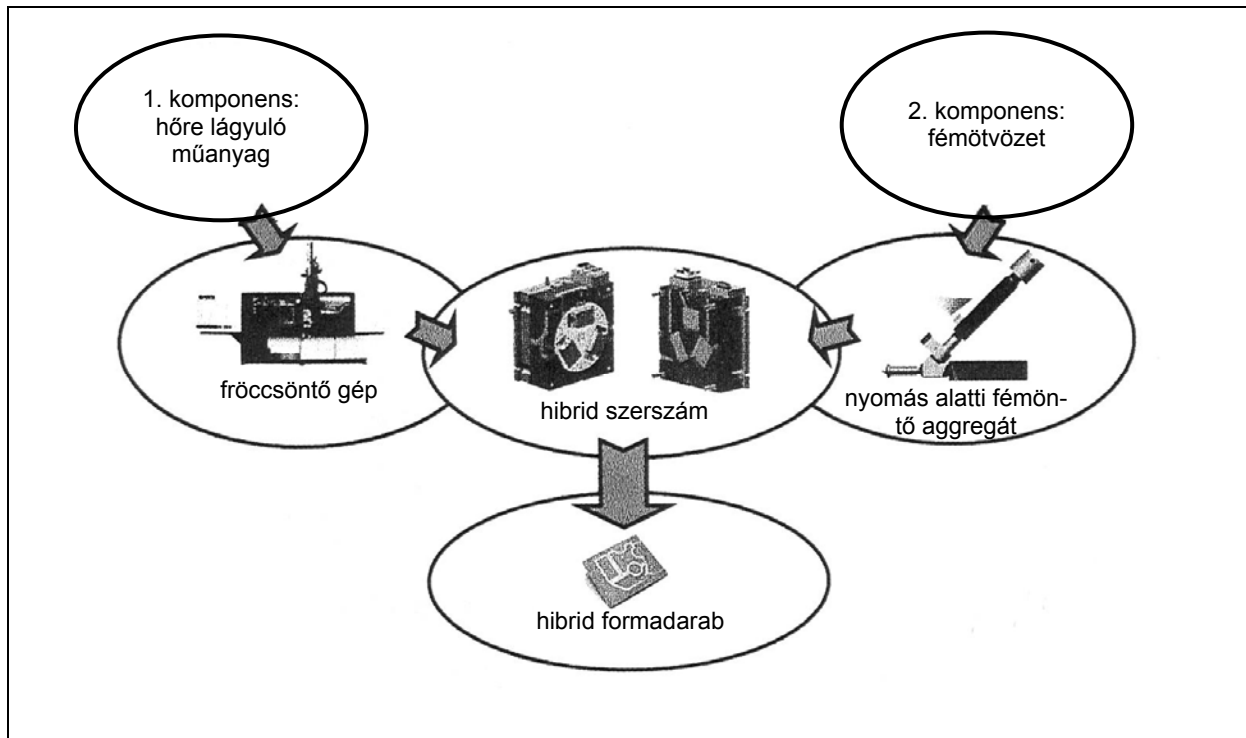 1. komponens:
hőre lágyuló
műanyag
2. komponens:
fémötvözet
fröccsöntő gép
hibrid szerszám
nyomás alatti fémön-
tő aggregát
hibrid formadarab